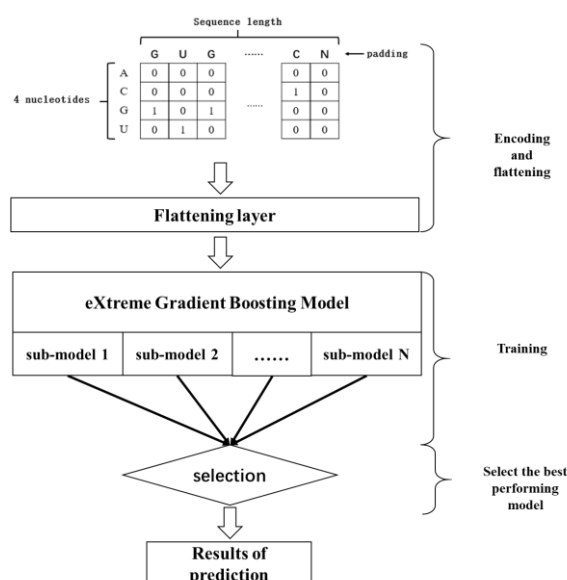 Sequence length
G U G ...... C N
padding
A 0 0 0 0 0
C 0 0 0 1 0
4 nucleotides
G 1 0 1 ...... 0 0
U 0 1 0 0 0
Encoding
and
flattening
Flattening layer
eXtreme Gradient Boosting Model
sub-model 1 sub-model 2 ...... sub-model N
Training
selection
Select the best
performing
model
Results of
prediction